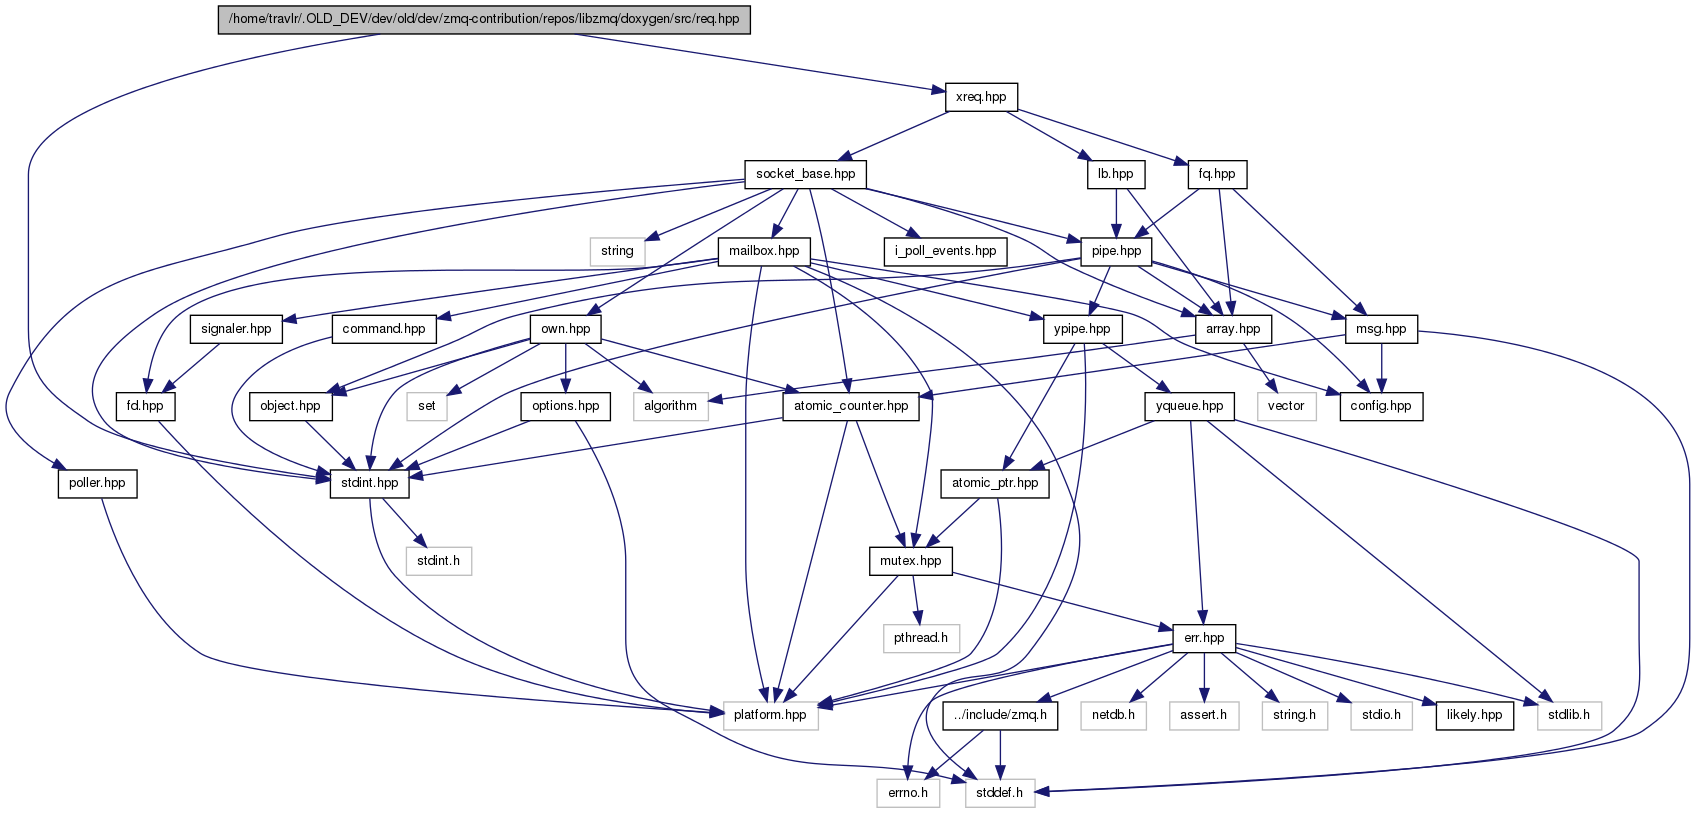 /home/travlr/.OLD_DEV/dev/old/dev/zmq-contribution/repos/libzmq/doxygen/src/req.hpp
xreq.hpp
socket_base.hpp
lb.hpp
fq.hpp
string
mailbox.hpp
i_poll_events.hpp
pipe.hpp
signaler.hpp
command.hpp
own.hpp
ypipe.hpp
array.hpp
msg.hpp
fd.hpp
object.hpp
set
options.hpp
algorithm
atomic_counter.hpp
yqueue.hpp
vector
config.hpp
poller.hpp
stdint.hpp
atomic_ptr.hpp
stdint.h
mutex.hpp
pthread.h
err.hpp
platform.hpp
../include/zmq.h
netdb.h
assert.h
string.h
stdio.h
likely.hpp
stdlib.h
errno.h
stddef.h